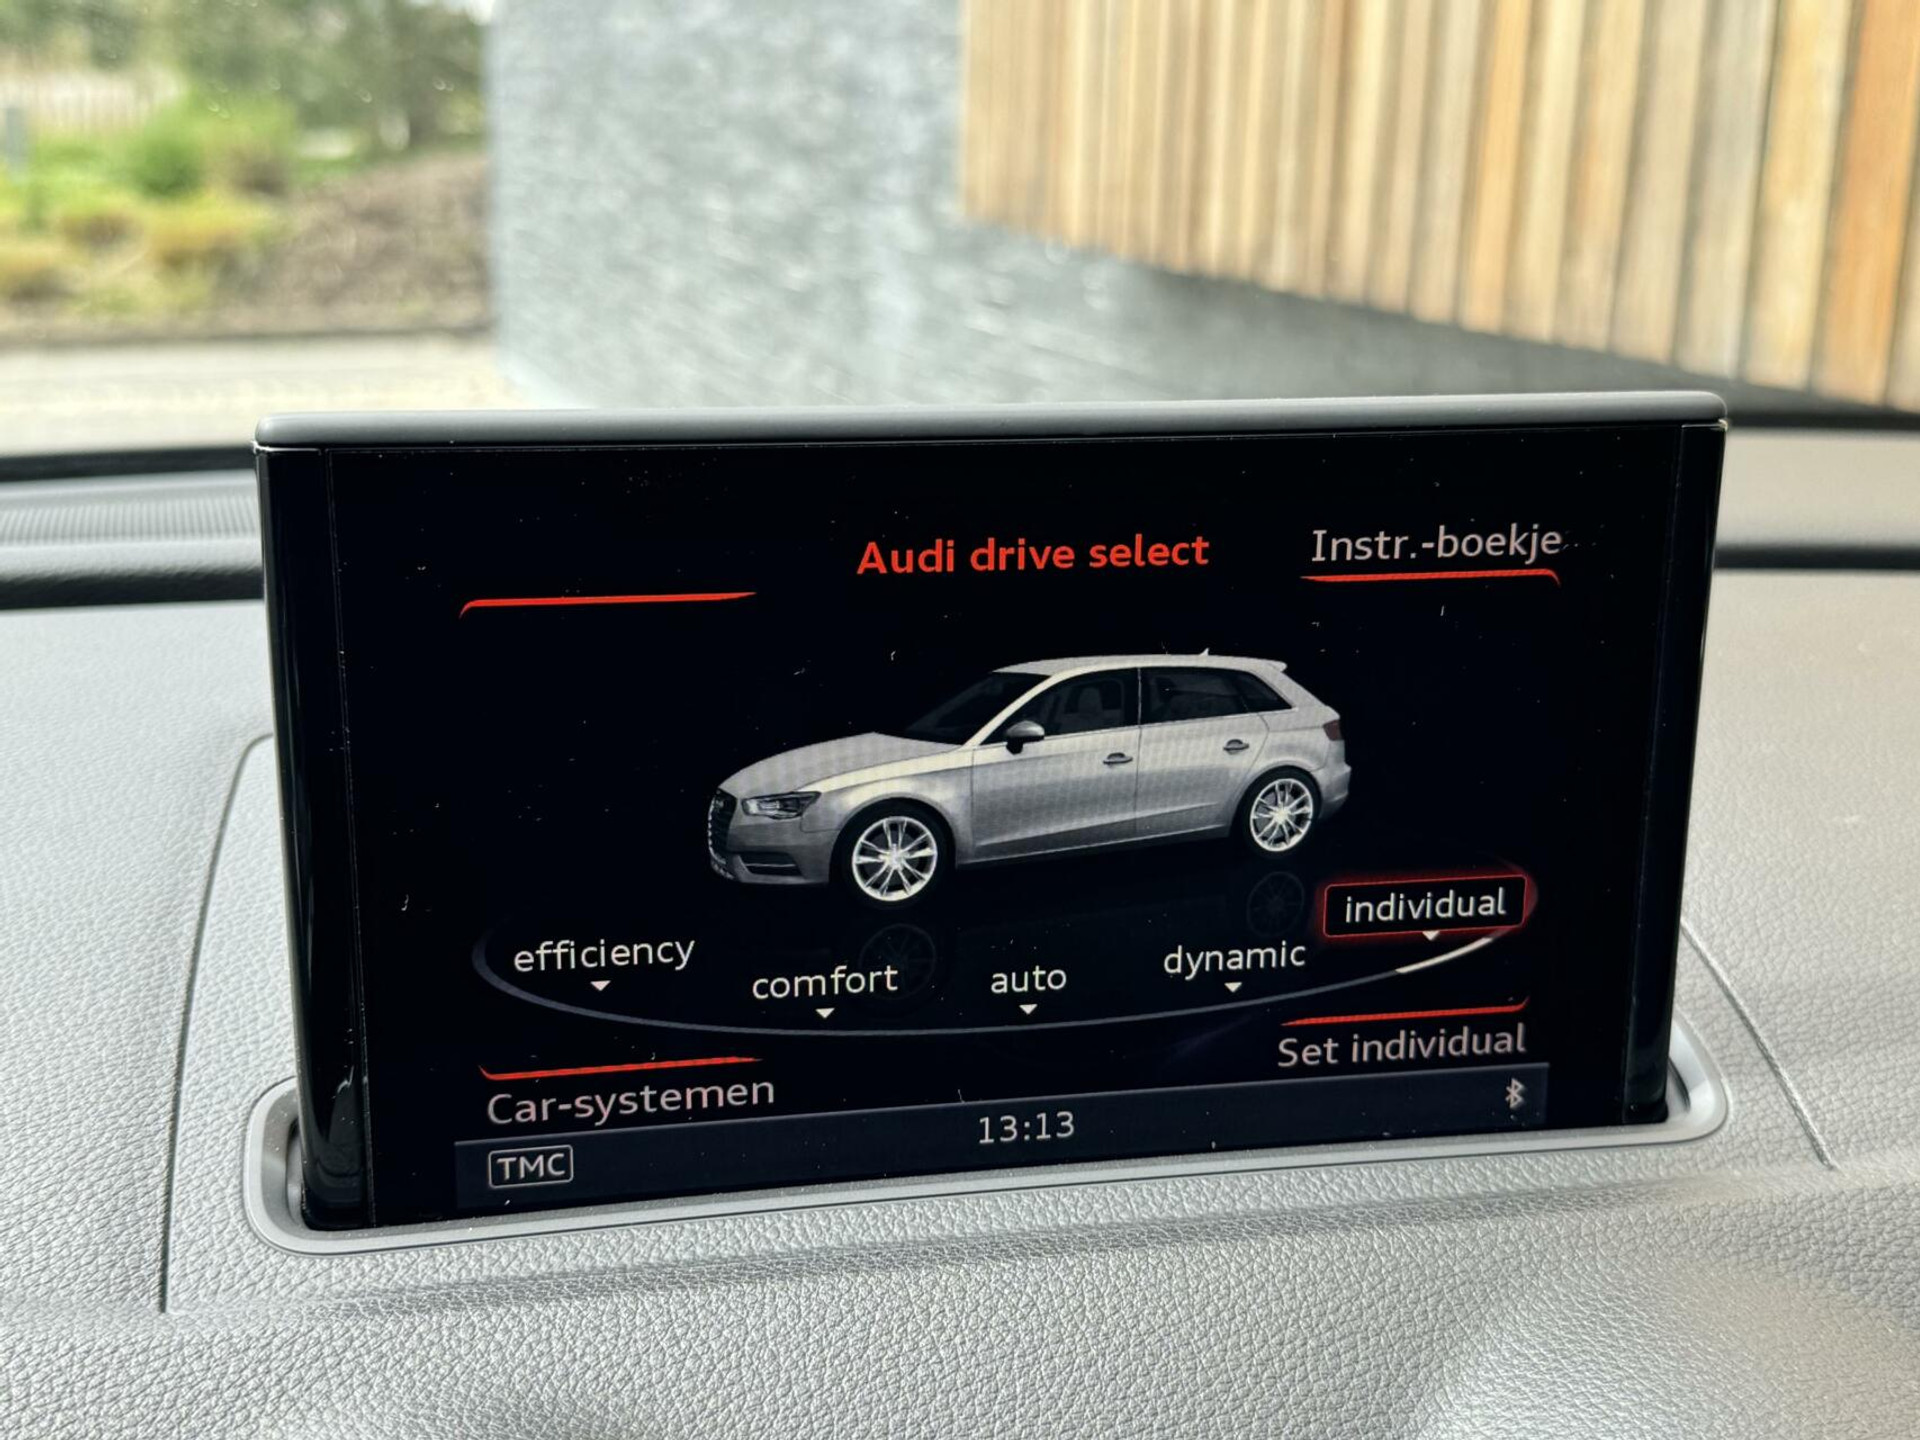 Audi drive select
Instr.-boekje
individual
efficiency
comfort
auto
dynamic
Set individual
Car-systemen
13:13
TMC